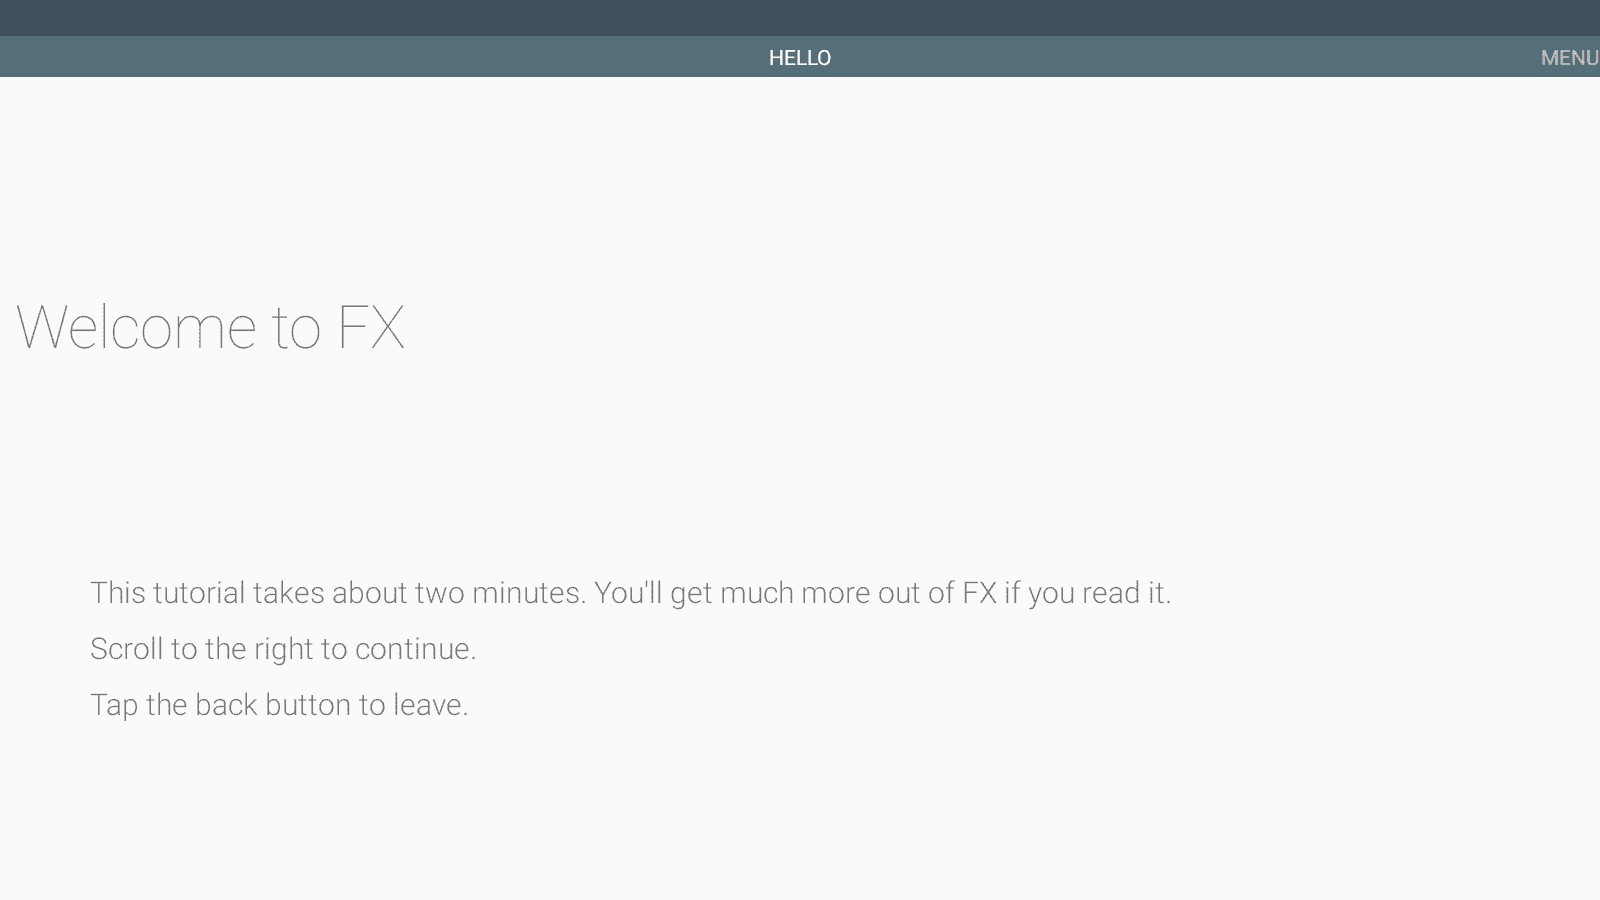 HELLO
MENU
Welcome to FX
This tutorial takes about two minutes. You'll get much more out of FX if you read it.
Scroll to the right to continue.
Tap the back button to leave.